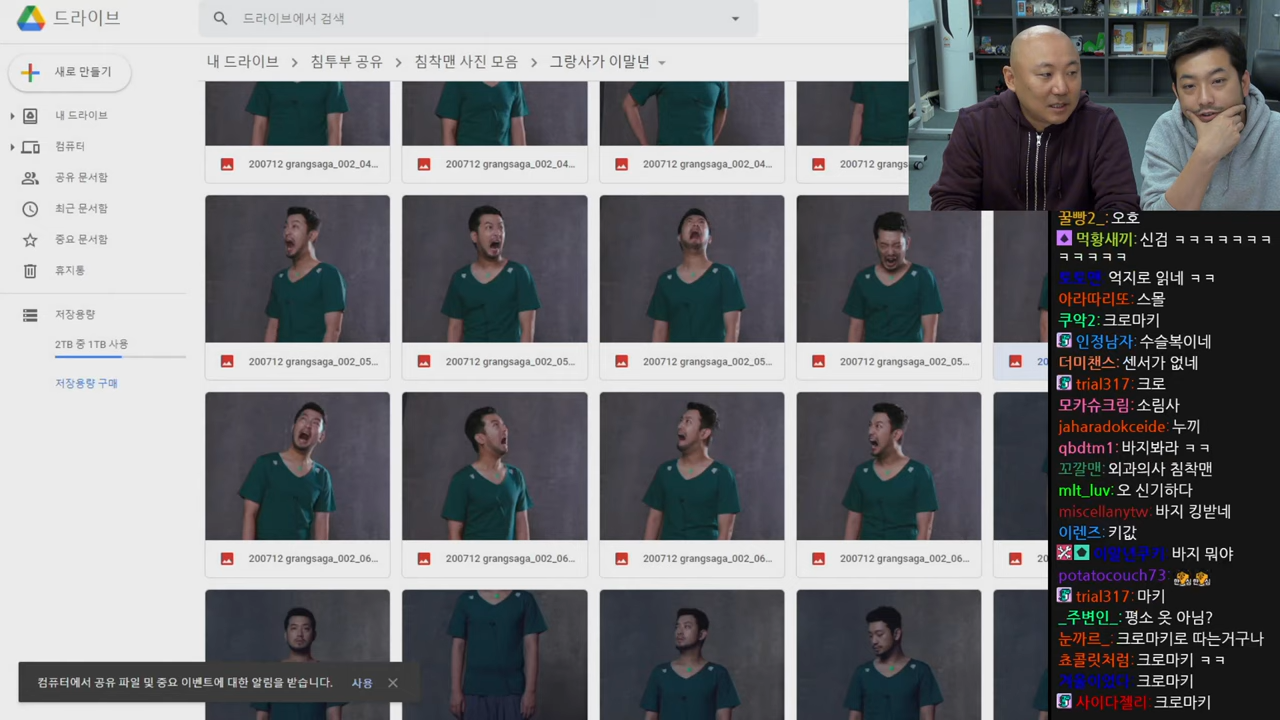 드라이브
드라이브에서 검색
새로 만들기
내 드라이브 > 침투부 공유 > 침착맨 사진 모음 > 그랑사가 이말년
내 드라이브
컴퓨터
공유 문서함
최근 문서함
중요 문서함
휴지통
저장용량
2TB 중 1TB 사용
저장용량 구매
200712 grangsaga_002_04...
200712 grangsaga_002_04...
200712 grangsaga_002_04...
200712 grangsaga
200712 grangsaga_002_05...
200712 grangsaga_002_05...
200712 grangsaga_002_05...
200712 grangsaga_002_05...
20
200712 grangsaga_002_06...
200712 grangsaga_002_06...
200712 grangsaga_002_06...
200712 grangsaga_002_06...
20
컴퓨터에서 공유 파일 및 중요 이벤트에 대한 알림을 받습니다. 사용
꿀빵2_: 오호
먹황새끼: 신검 ㅋㅋㅋㅋㅋㅋㅋ
ㅋㅋㅋㅋㅋ
억지로 읽네 ㅋㅋ
아라따리또: 스몰
쿠악2: 크로마키
인정남자: 수슬복이네
더미챈스: 센서가 없네
trial317: 크로
모카슈크림: 소림사
jaharadokceide: 누끼
qbdtm1: 바지봐라 ㅋㅋ
꼬깔맨: 외과의사 침착맨
mlt_luv: 오 신기하다
miscellanytw: 바지 킹받네
이렌즈: 키값
이말년쿠키: 바지 뭐야
potatocouch73:
trial317: 마키
_주변인_: 평소 옷 아님?
눈까르_: 크로마키로 따는거구나
쵸콜릿처럼: 크로마키 ㅋㅋ
크로마키
사이다젤리: 크로마키